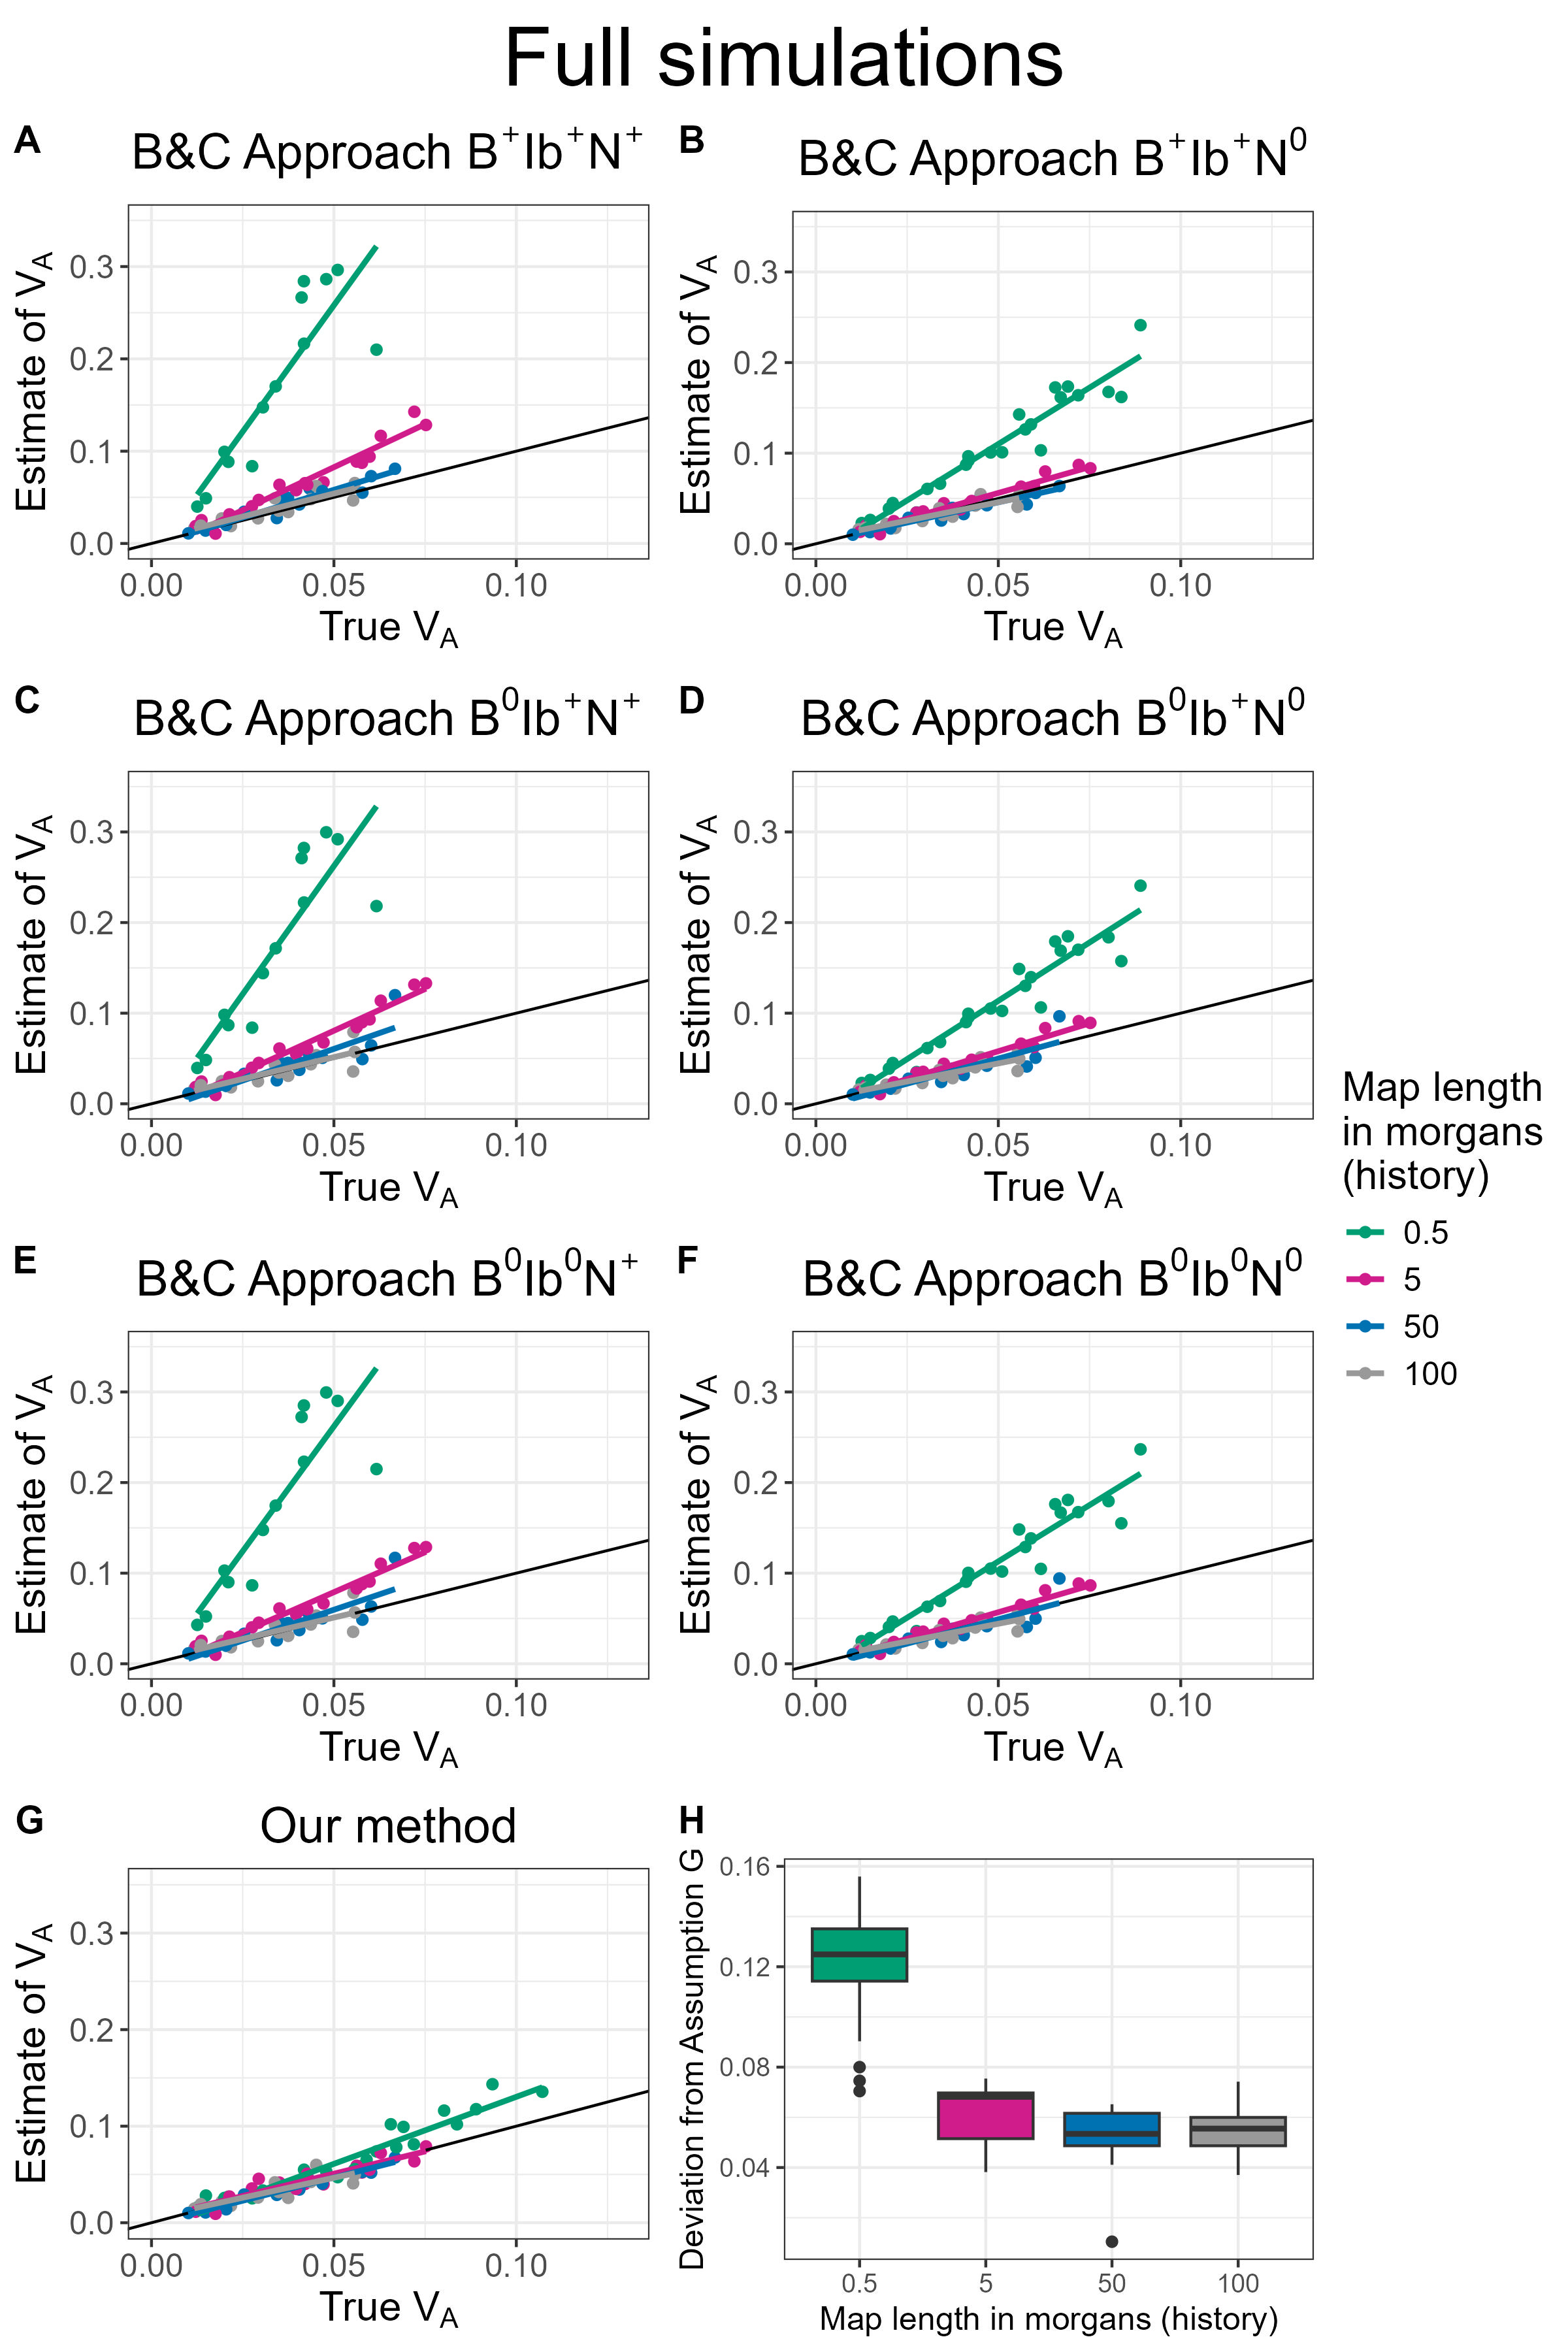 Full simulations
A
B&C Approach B⁺Ib⁺N⁺
Estimate of V_A
0.3
0.2
0.1
0.0
0.00 0.05 0.10
True V_A
B
B&C Approach B⁺Ib⁺N⁰
Estimate of V_A
0.3
0.2
0.1
0.0
0.00 0.05 0.10
True V_A
C
B&C Approach B⁰Ib⁺N⁺
Estimate of V_A
0.3
0.2
0.1
0.0
0.00 0.05 0.10
True V_A
D
B&C Approach B⁰Ib⁺N⁰
Estimate of V_A
0.3
0.2
0.1
0.0
0.00 0.05 0.10
True V_A
E
B&C Approach B⁰Ib⁰N⁺
Estimate of V_A
0.3
0.2
0.1
0.0
0.00 0.05 0.10
True V_A
F
B&C Approach B⁰Ib⁰N⁰
Estimate of V_A
0.3
0.2
0.1
0.0
0.00 0.05 0.10
True V_A
Map length
in morgans
(history)
0.5
5
50
100
G
Our method
Estimate of V_A
0.3
0.2
0.1
0.0
0.00 0.05 0.10
True V_A
H
Deviation from Assumption G
0.16
0.12
0.08
0.04
0.5 5 50 100
Map length in morgans (history)